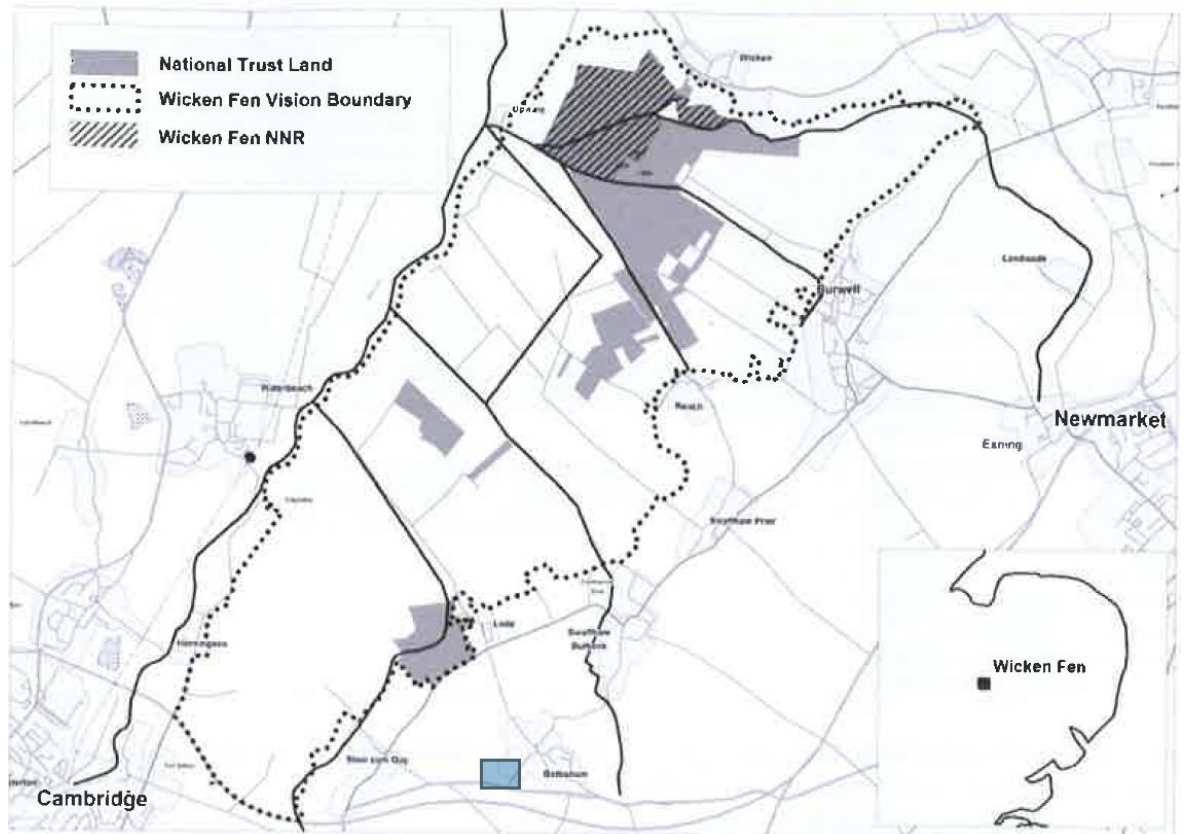 National Trust Land
Wicken Fen Vision Boundary
Wicken Fen NNR
Wicken
Upware
Landwade
Burwell
Waterbeach
Reach
Newmarket
Exning
Swaffham Prior
Lode
Swaffham
Bulbeck
Horningsea
Wicken Fen
Stow cum Quy
Bottisham
Cambridge